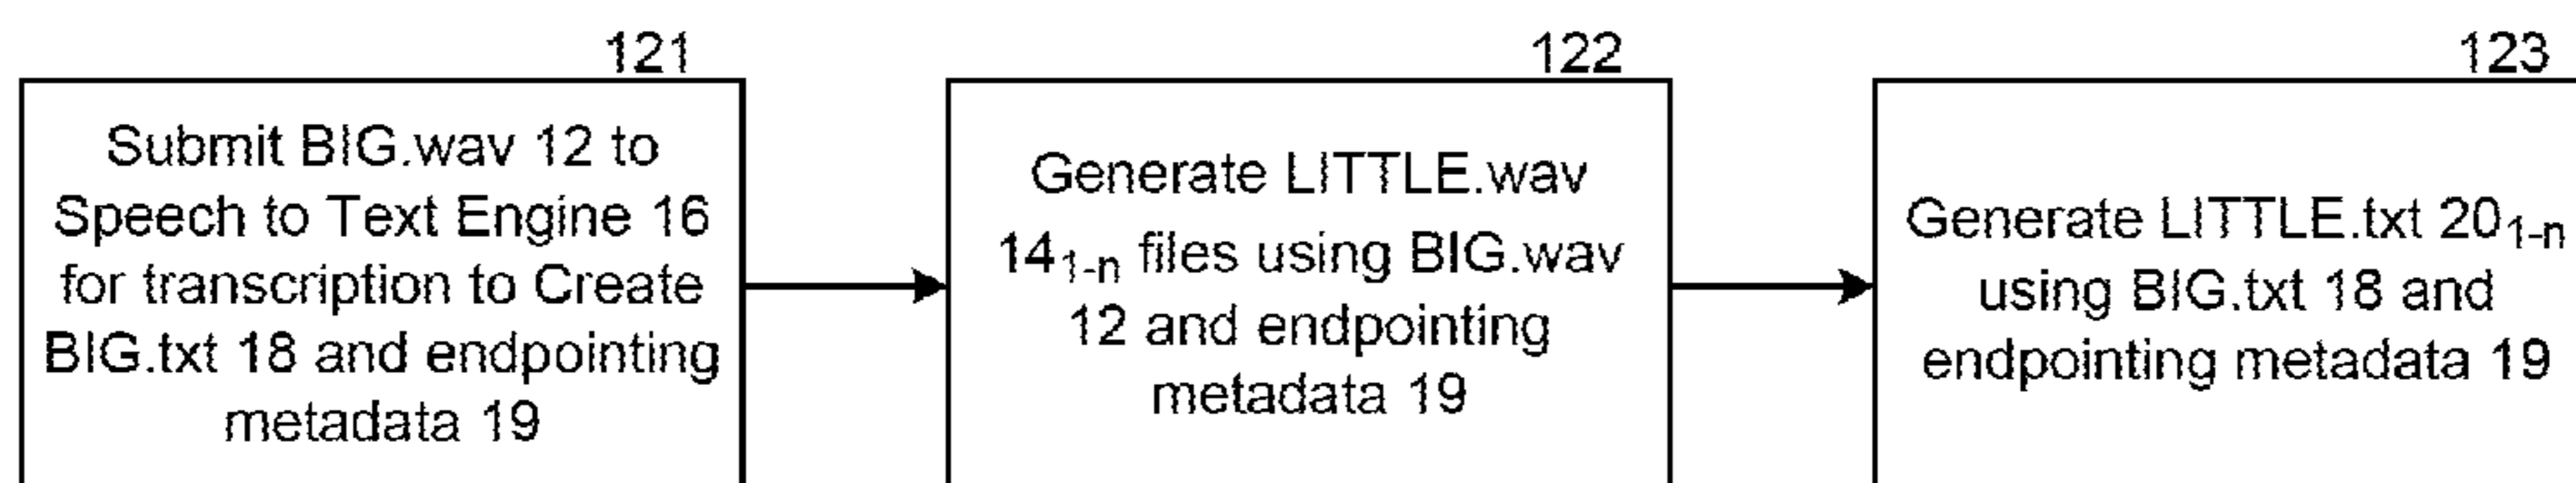 121
Submit BIG.wav 12 to
Speech to Text Engine 16
for transcription to Create
BIG.txt 18 and endpointing
metadata 19
122
Generate LITTLE.wav
14₁₋ₙ files using BIG.wav
12 and endpointing
metadata 19
123
Generate LITTLE.txt 20₁₋ₙ
using BIG.txt 18 and
endpointing metadata 19